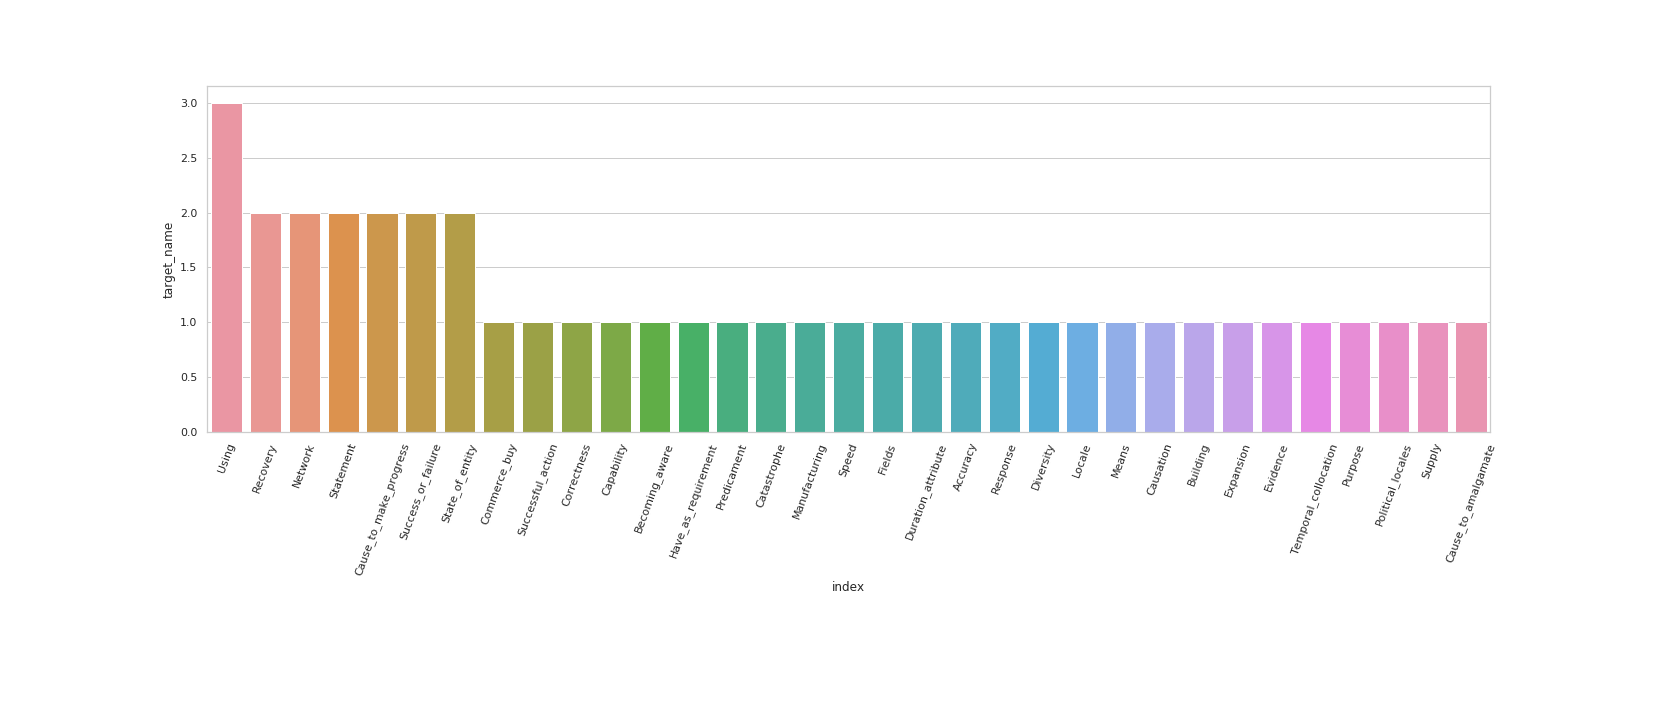 3.0
2.5
2.0
1.5
1.0
0.5
0.0
target_name
Using
Recovery
Network
Statement
Cause_to_make_progress
Success_or_failure
State_of_entity
Commerce_buy
Successful_action
Correctness
Capability
Becoming_aware
Have_as_requirement
Predicament
Catastrophe
Manufacturing
Speed
Fields
Duration_attribute
Accuracy
Response
Diversity
Locale
Means
Causation
Building
Expansion
Evidence
Temporal_collocation
Purpose
Political_locales
Supply
Cause_to_amalgamate
index